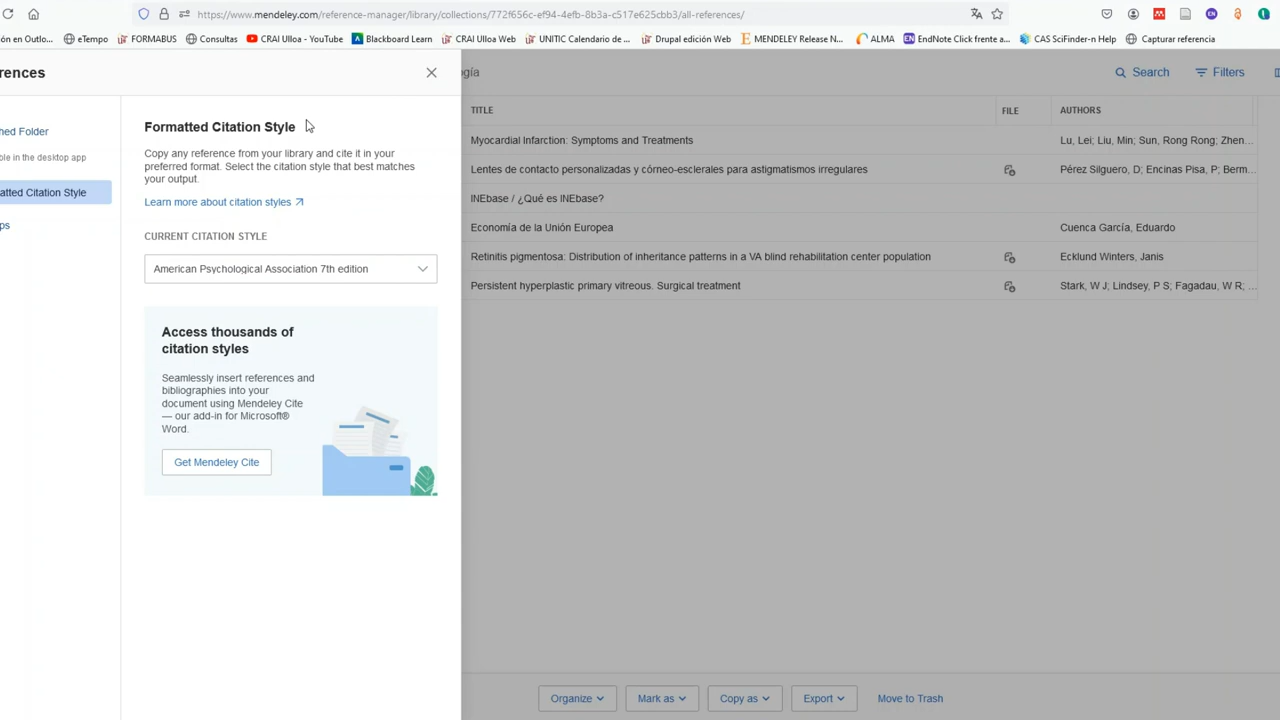 https://www.mendeley.com/reference-manager/library/collections/772f656c-ef94-4efb-8b3a-c517e625cbb3/all-references/
ión en Outlo... eTempo FORMABUS Consultas CRAI Ulloa - YouTube Blackboard Learn CRAI Ulloa Web UNITIC Calendario de ... Drupal edición Web MENDELEY Release N... ALMA EndNote Click frente a... CAS SciFinder-n Help Capturar referencia
rences
ogía
Search
Filters
TITLE FILE AUTHORS
Myocardial Infarction: Symptoms and Treatments Lu, Lei; Liu, Min; Sun, Rong Rong; Zhen...
Lentes de contacto personalizadas y córneo-esclerales para astigmatismos irregulares Pérez Silguero, D; Encinas Pisa, P; Berm...
INEbase / ¿Qué es INEbase?
Economía de la Unión Europea Cuenca García, Eduardo
Retinitis pigmentosa: Distribution of inheritance patterns in a VA blind rehabilitation center population Ecklund Winters, Janis
Persistent hyperplastic primary vitreous. Surgical treatment Stark, W J; Lindsey, P S; Fagadau, W R; ...
hed Folder
ble in the desktop app
atted Citation Style
ps
Formatted Citation Style
Copy any reference from your library and cite it in your
preferred format. Select the citation style that best matches
your output.
Learn more about citation styles
CURRENT CITATION STYLE
American Psychological Association 7th edition
Access thousands of
citation styles
Seamlessly insert references and
bibliographies into your
document using Mendeley Cite
— our add-in for Microsoft®
Word.
Get Mendeley Cite
Organize Mark as Copy as Export Move to Trash